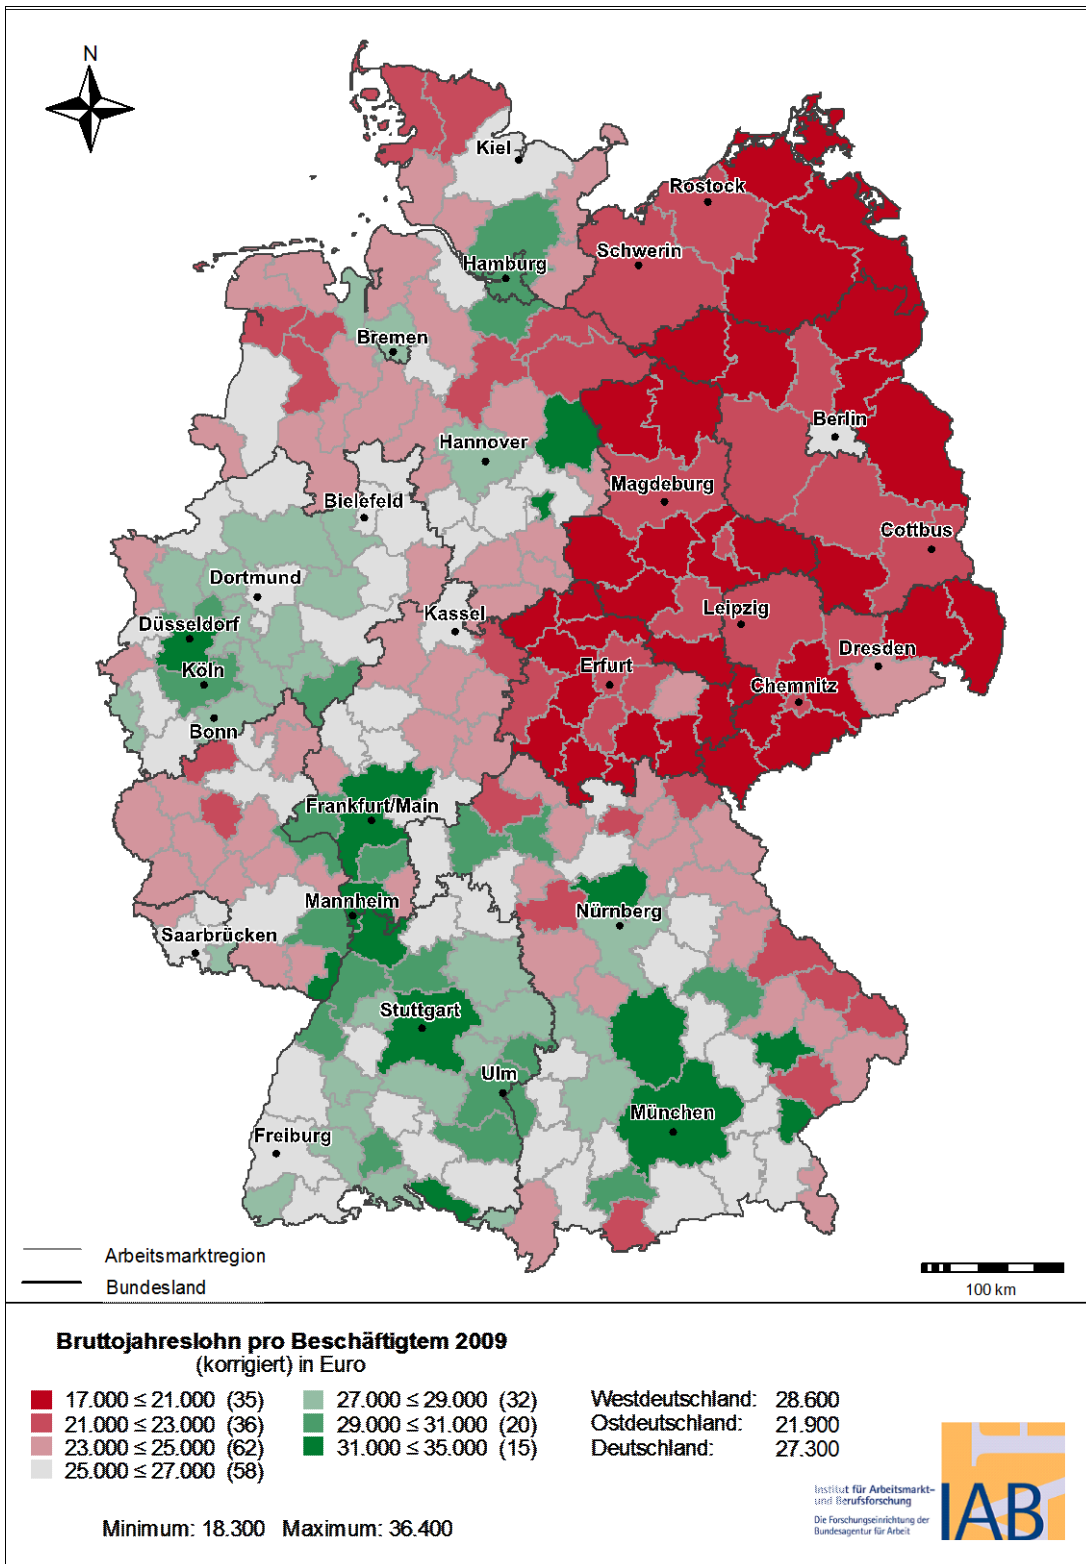 N
Kiel
Rostock
Schwerin
Hamburg
Bremen
Berlin
Hannover
Magdeburg
Bielefeld
Cottbus
Dortmund
Kassel
Leipzig
Düsseldorf
Dresden
Köln
Erfurt
Chemnitz
Bonn
Frankfurt/Main
Mannheim
Nürnberg
Saarbrücken
Stuttgart
Ulm
München
Freiburg
Arbeitsmarktregion
Bundesland
100 km
Bruttojahreslohn pro Beschäftigtem 2009
(korrigiert) in Euro
17.000 ≤ 21.000 (35)
21.000 ≤ 23.000 (36)
23.000 ≤ 25.000 (62)
25.000 ≤ 27.000 (58)
27.000 ≤ 29.000 (32)
29.000 ≤ 31.000 (20)
31.000 ≤ 35.000 (15)
Westdeutschland: 28.600
Ostdeutschland: 21.900
Deutschland: 27.300
Minimum: 18.300 Maximum: 36.400
Institut für Arbeitsmarkt-
und Berufsforschung
Die Forschungseinrichtung der
Bundesagentur für Arbeit
IAB